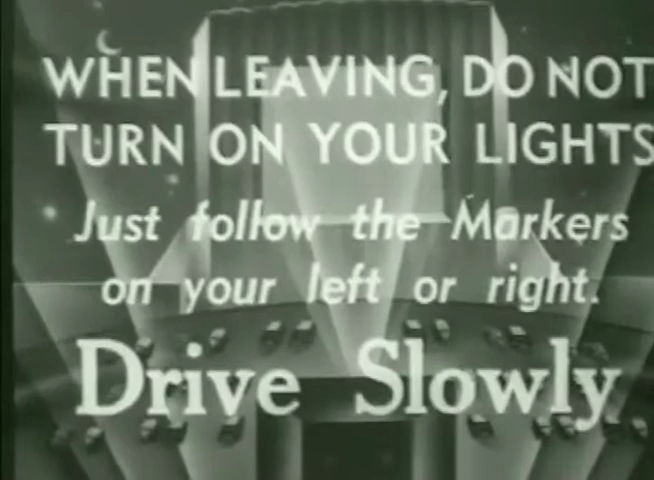 WHEN LEAVING, DO NOT
TURN ON YOUR LIGHTS
Just follow the Markers
on your left or right.
Drive Slowly